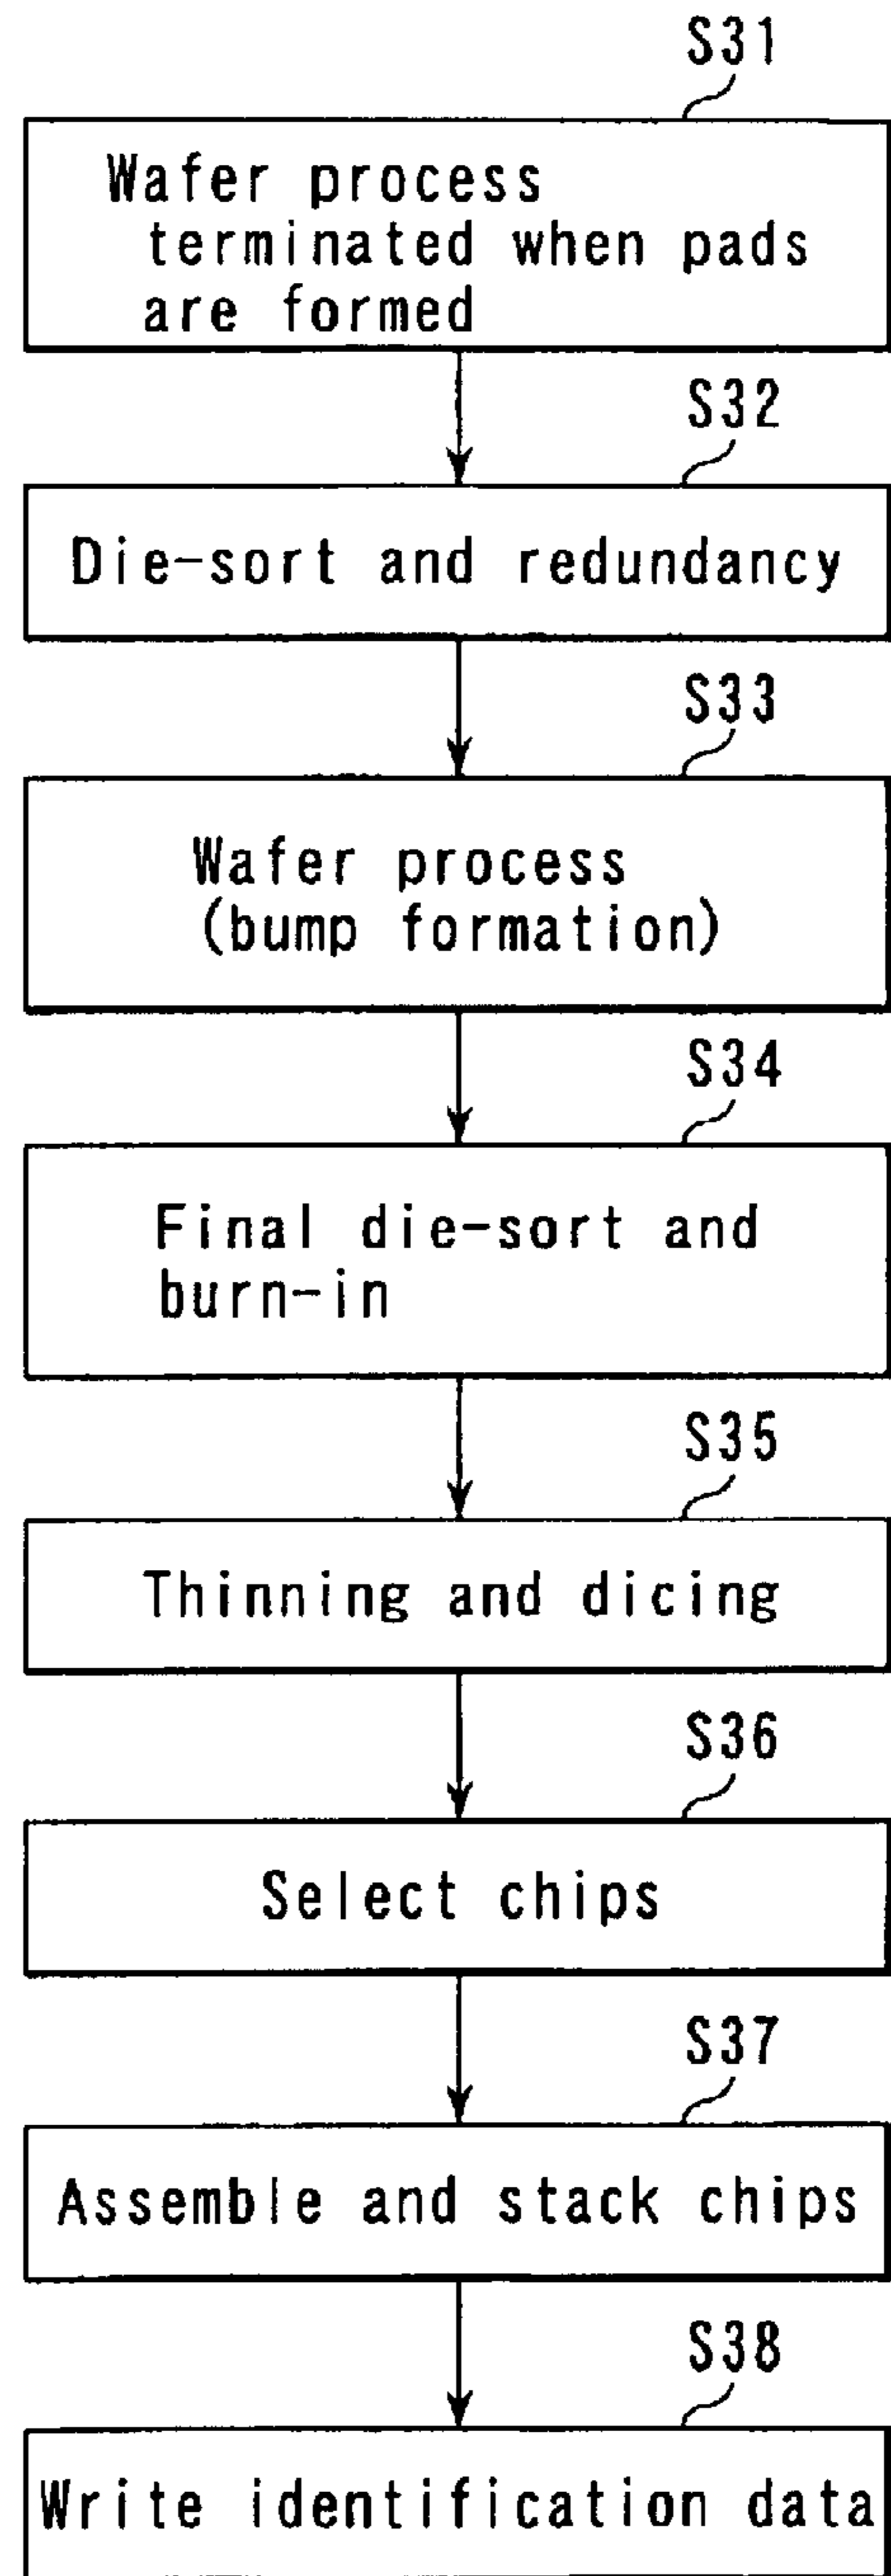 S31
Wafer process
terminated when pads
are formed
S32
Die-sort and redundancy
S33
Wafer process
(bump formation)
S34
Final die-sort and
burn-in
S35
Thinning and dicing
S36
Select chips
S37
Assemble and stack chips
S38
Write identification data